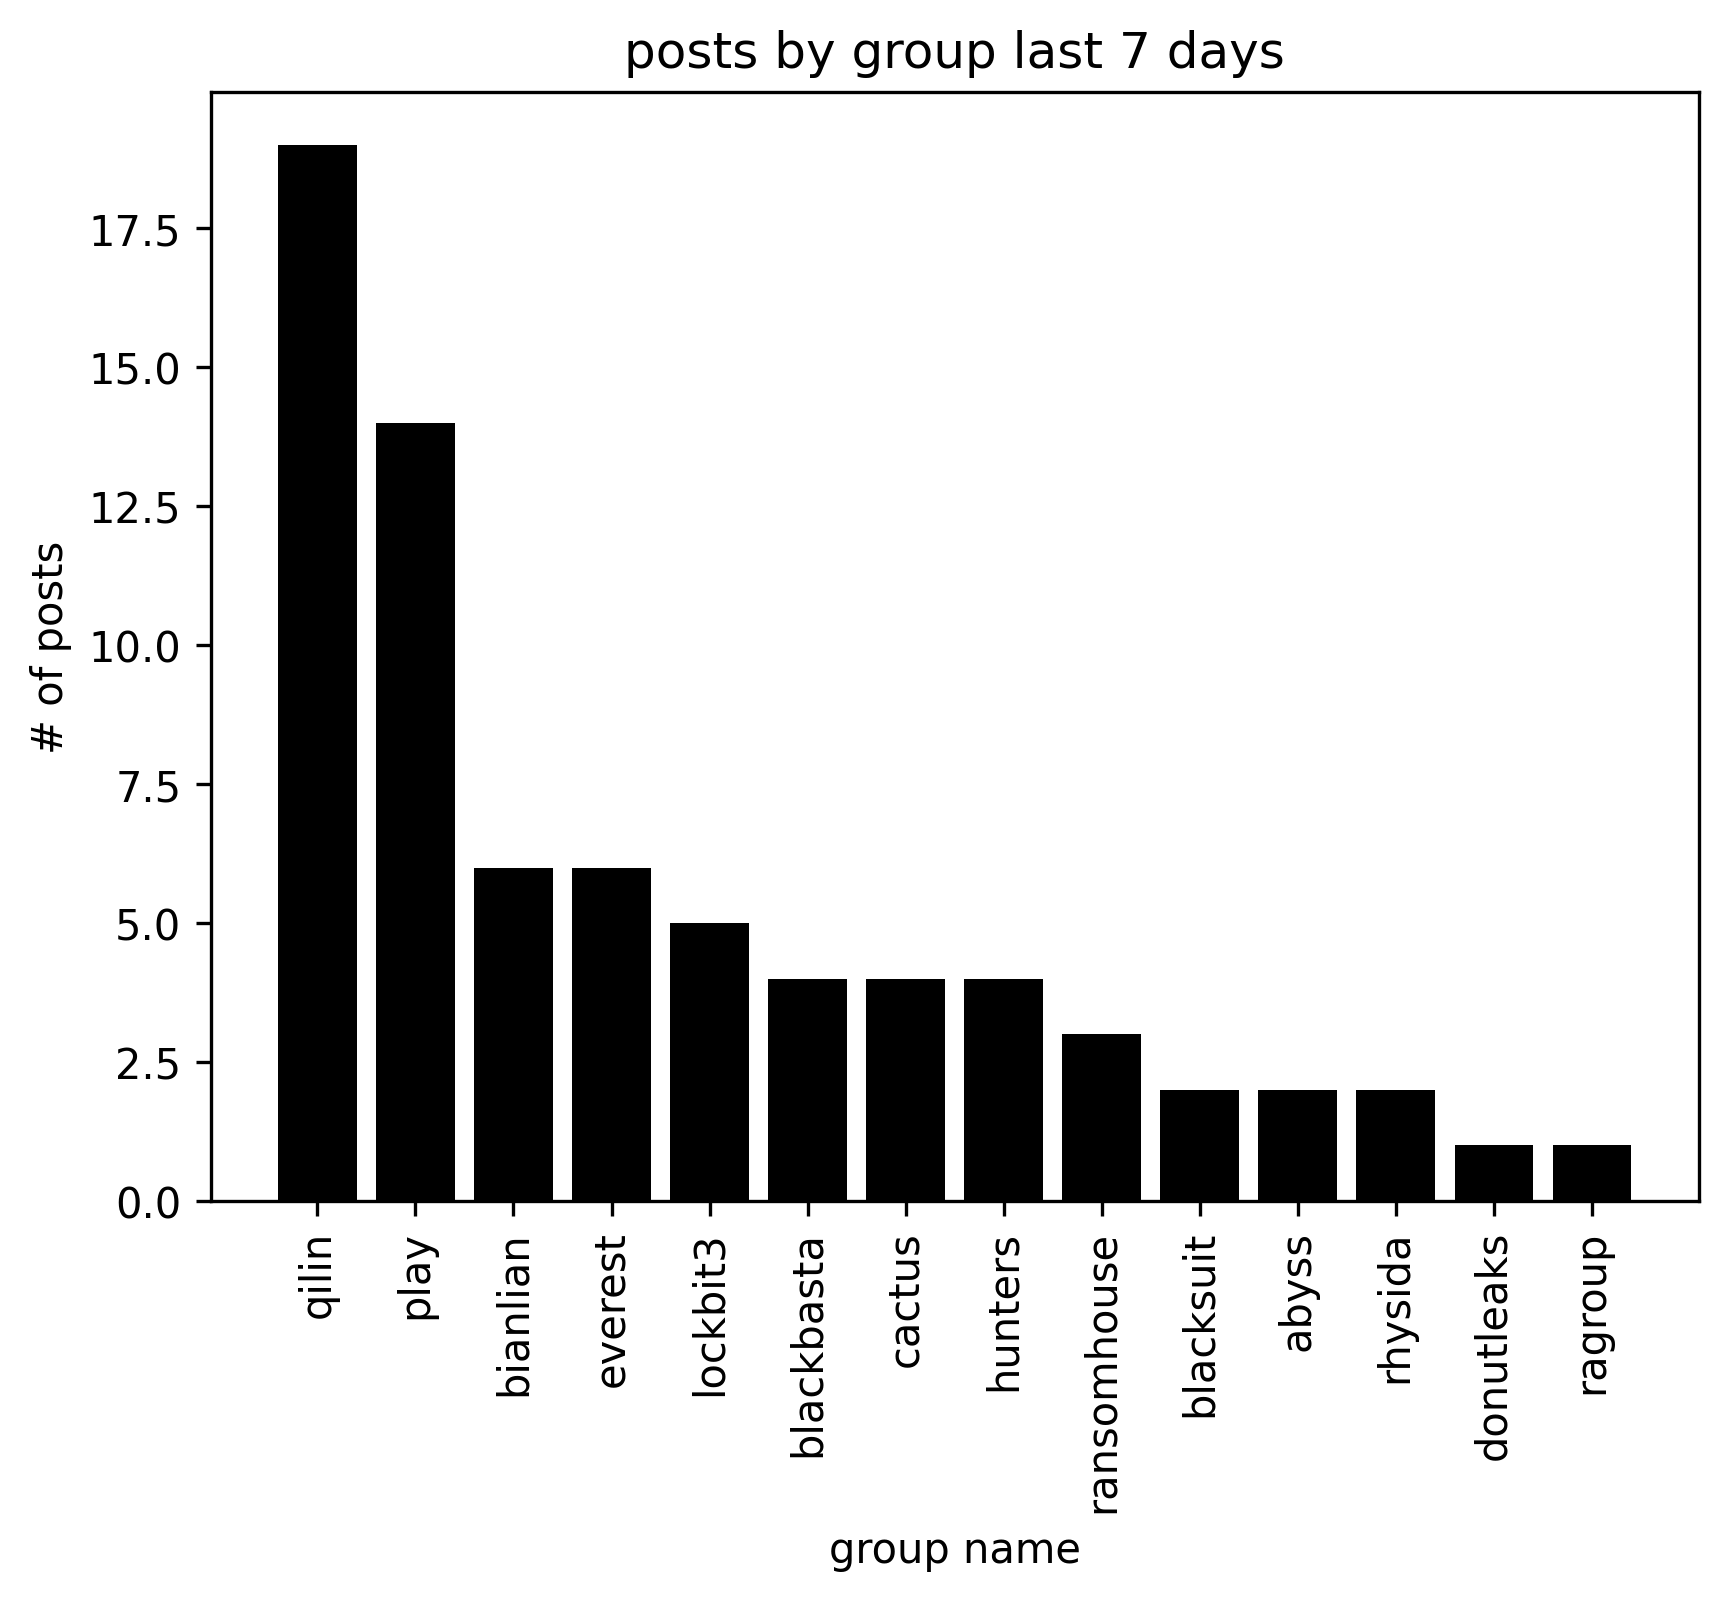 posts by group last 7 days
17.5
15.0
12.5
10.0
7.5
5.0
2.5
0.0
# of posts
qilin
play
bianlian
everest
lockbit3
blackbasta
cactus
hunters
ransomhouse
blacksuit
abyss
rhysida
donutleaks
ragroup
group name